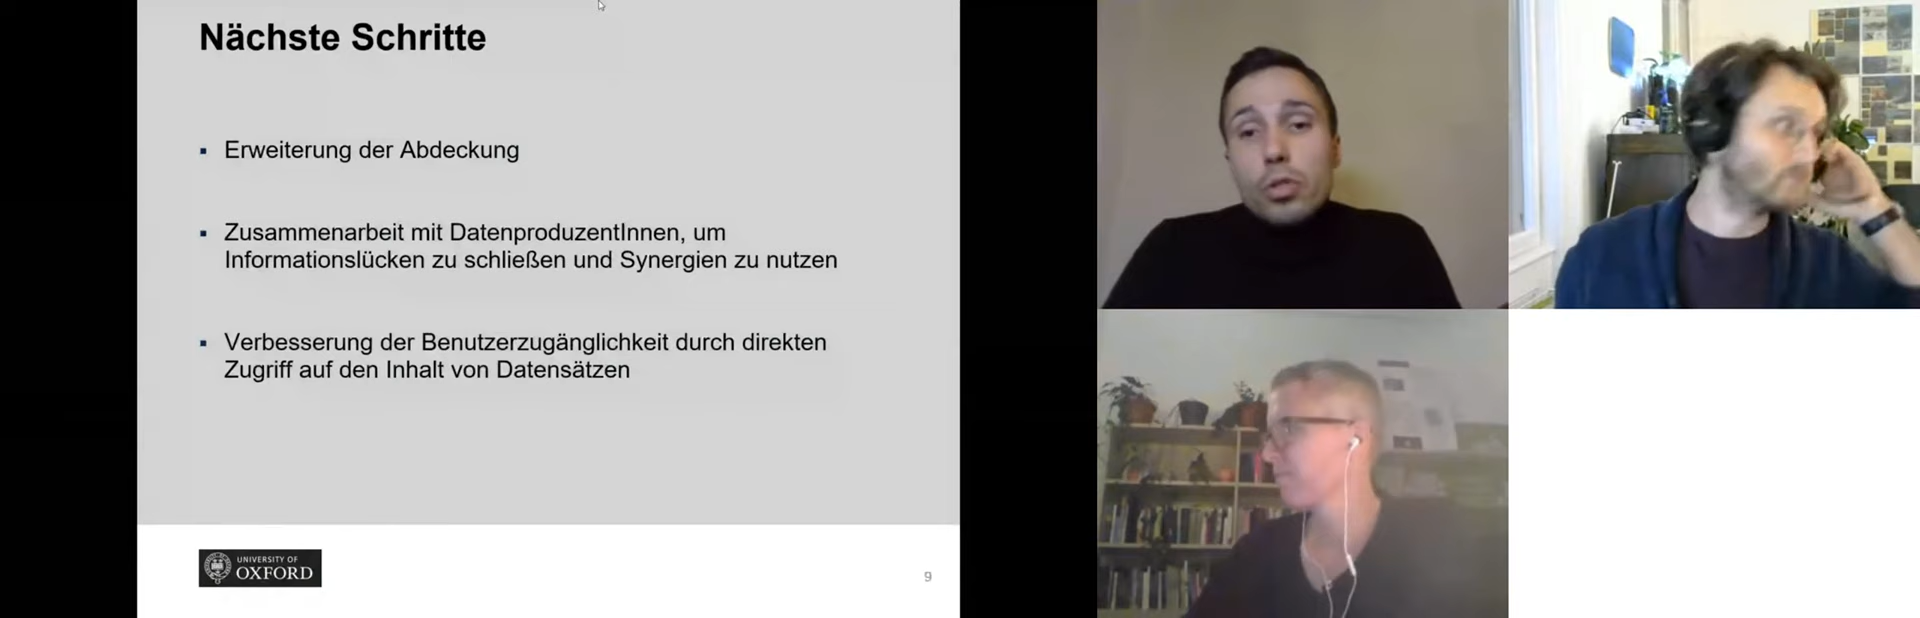 Nächste Schritte
▪ Erweiterung der Abdeckung
▪ Zusammenarbeit mit DatenproduzentInnen, um
Informationslücken zu schließen und Synergien zu nutzen
▪ Verbesserung der Benutzerzugänglichkeit durch direkten
Zugriff auf den Inhalt von Datensätzen
UNIVERSITY OF
OXFORD
9